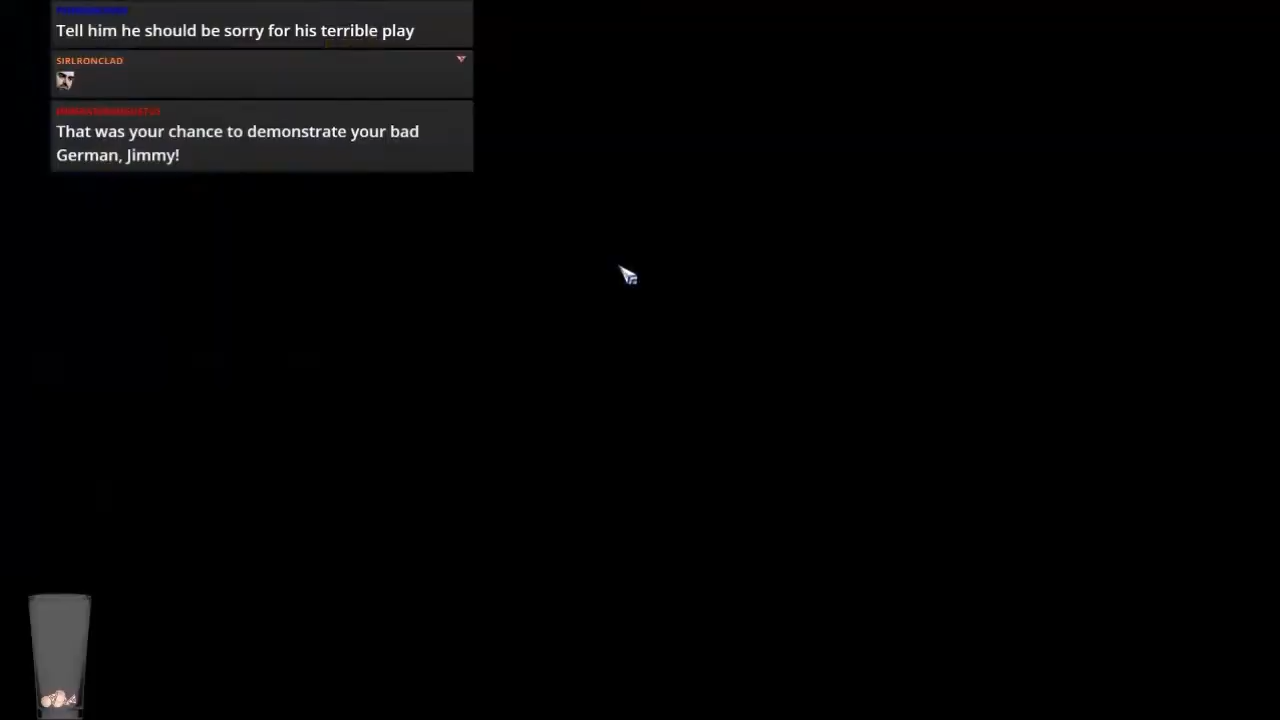 Tell him he should be sorry for his terrible play
SIRLRONCLAD
That was your chance to demonstrate your bad
German, Jimmy!